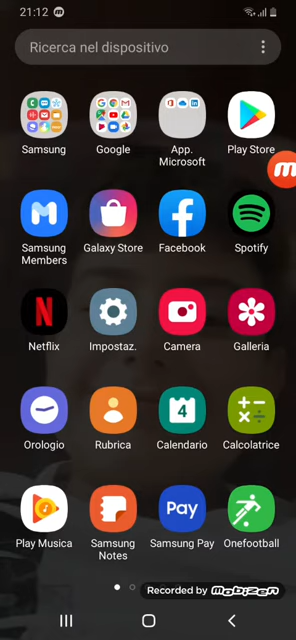 21:12
Ricerca nel dispositivo
Samsung
Google
App. Microsoft
Play Store
Samsung Members
Galaxy Store
Facebook
Spotify
Netflix
Impostaz.
Camera
Galleria
4
Orologio
Rubrica
Calendario
Calcolatrice
Pay
Play Musica
Samsung Notes
Samsung Pay
Onefootball
Recorded by mobizen